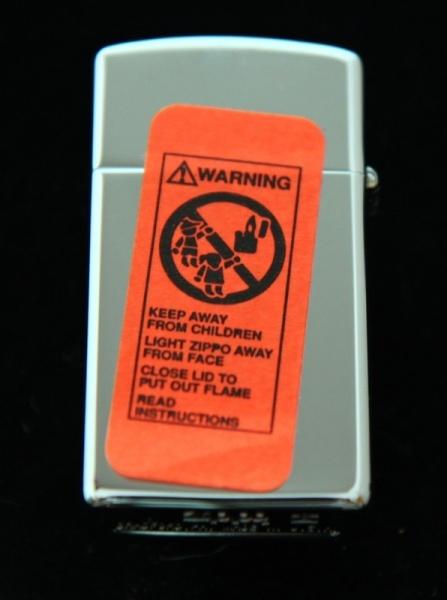 WARNING
KEEP AWAY
FROM CHILDREN
LIGHT ZIPPO AWAY
FROM FACE
CLOSE LID TO
PUT OUT FLAME
READ
INSTRUCTIONS